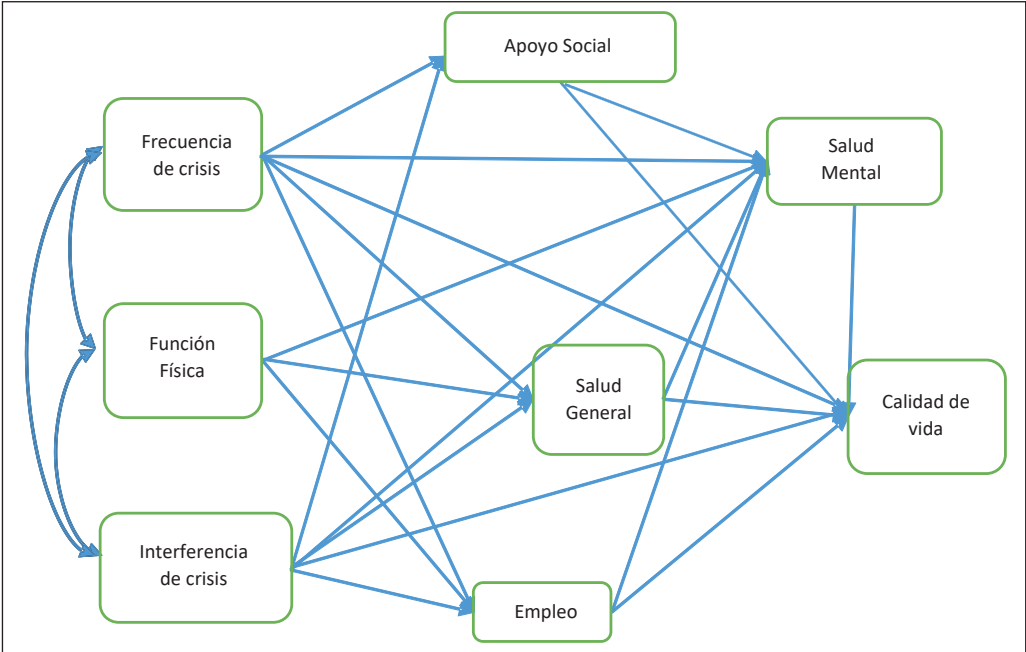 Apoyo Social
Frecuencia
de crisis
Salud
Mental
Función
Física
Salud
General
Calidad de
vida
Interferencia
de crisis
Empleo